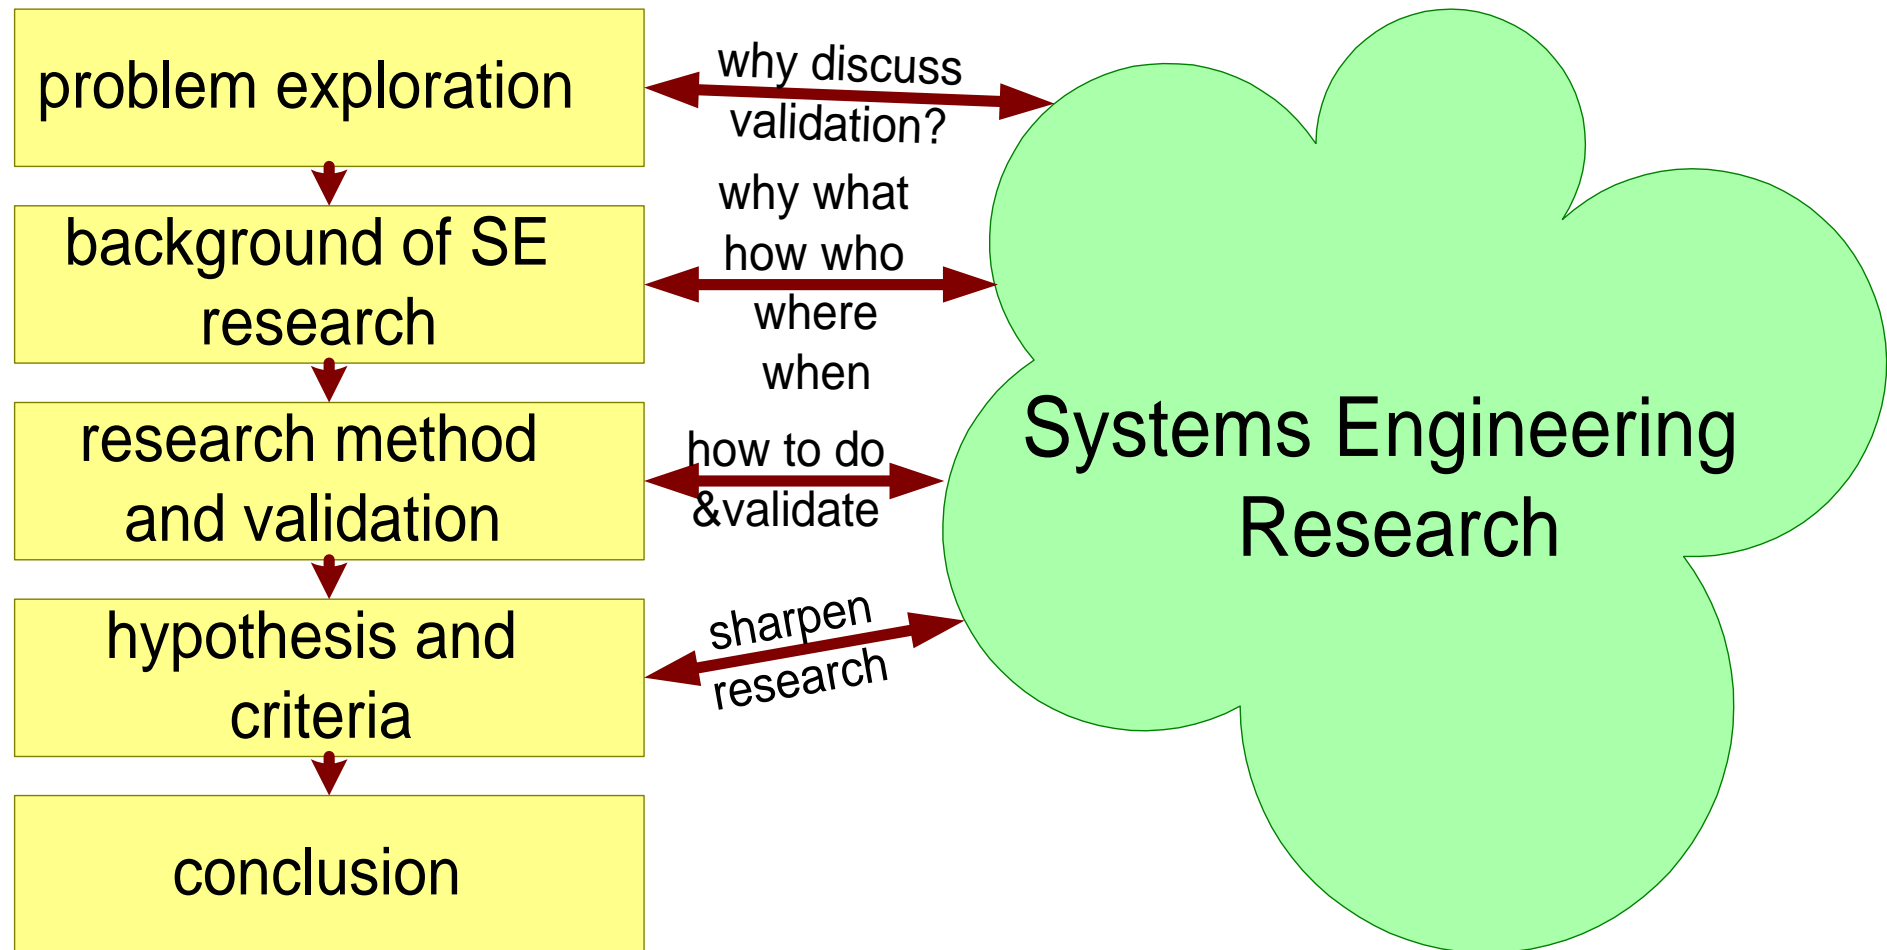 problem exploration
background of SE
research
research method
and validation
hypothesis and
criteria
conclusion
why discuss
validation?
why what
how who
where
when
how to do
&validate
sharpen
research
Systems Engineering
Research